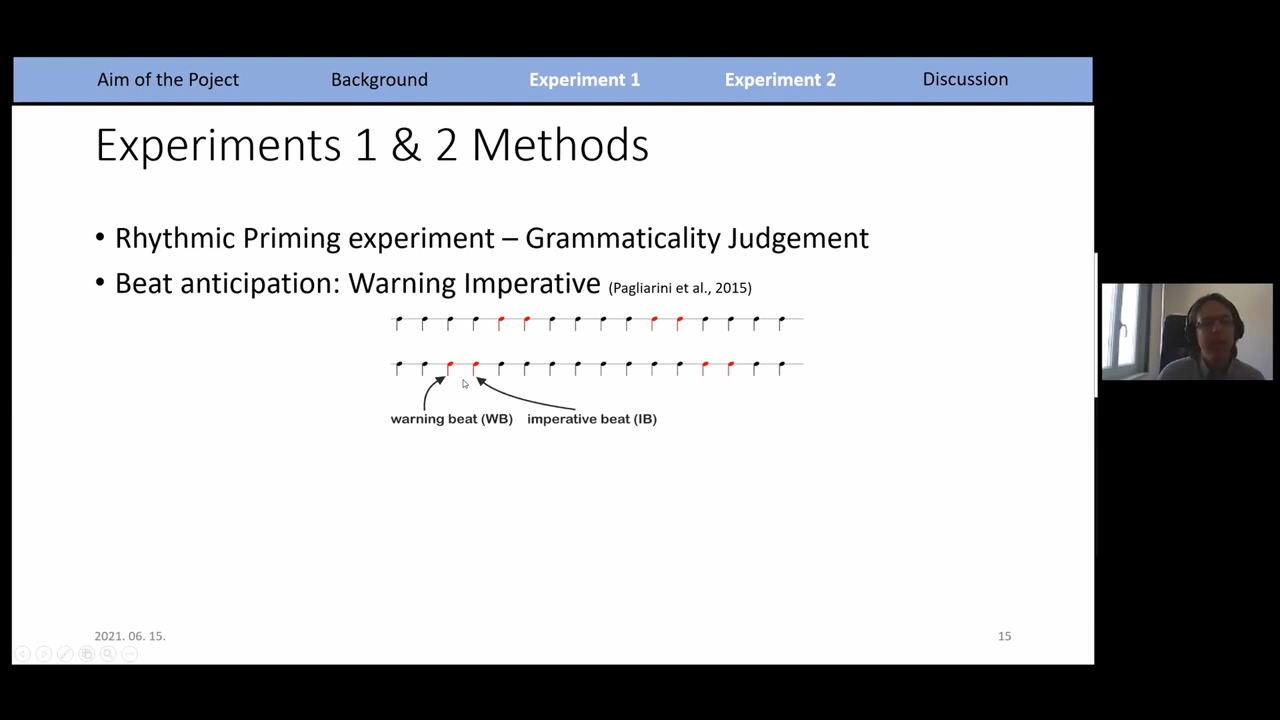 Aim of the Poject Background Experiment 1 Experiment 2 Discussion
Experiments 1 & 2 Methods
• Rhythmic Priming experiment – Grammaticality Judgement
• Beat anticipation: Warning Imperative (Pagliarini et al., 2015)
warning beat (WB) imperative beat (IB)
2021. 06. 15. 15